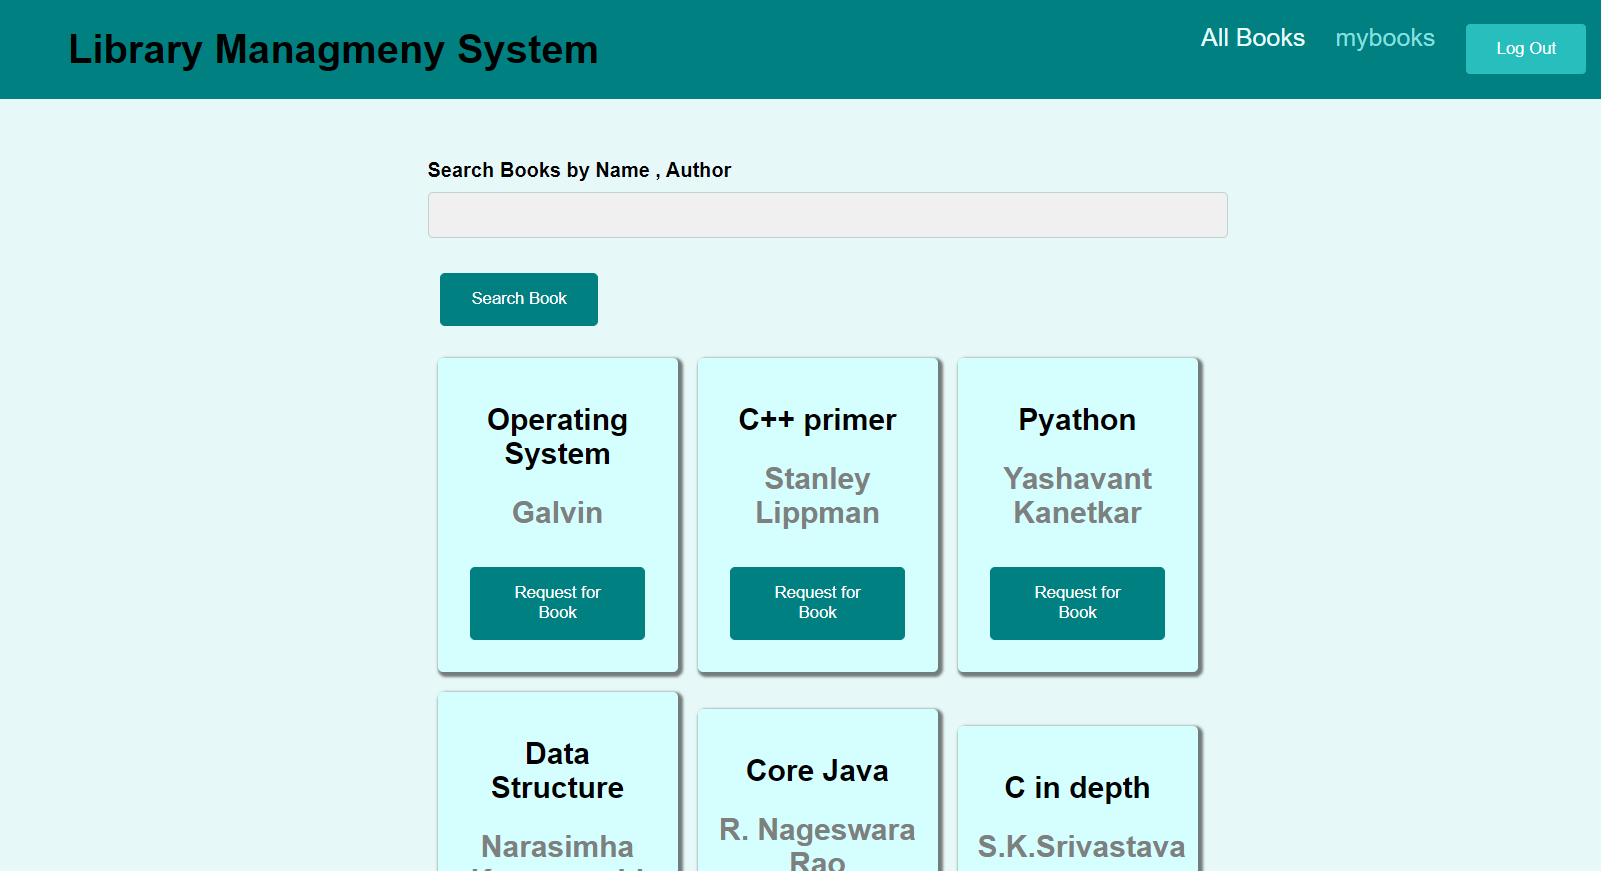 Library Managmeny System
All Books
mybooks
Log Out
Search Books by Name , Author
Search Book
Operating
System
Galvin
Request for
Book
C++ primer
Stanley
Lippman
Request for
Book
Pyathon
Yashavant
Kanetkar
Request for
Book
Data
Structure
Narasimha
Core Java
R. Nageswara
Rao
C in depth
S.K.Srivastava